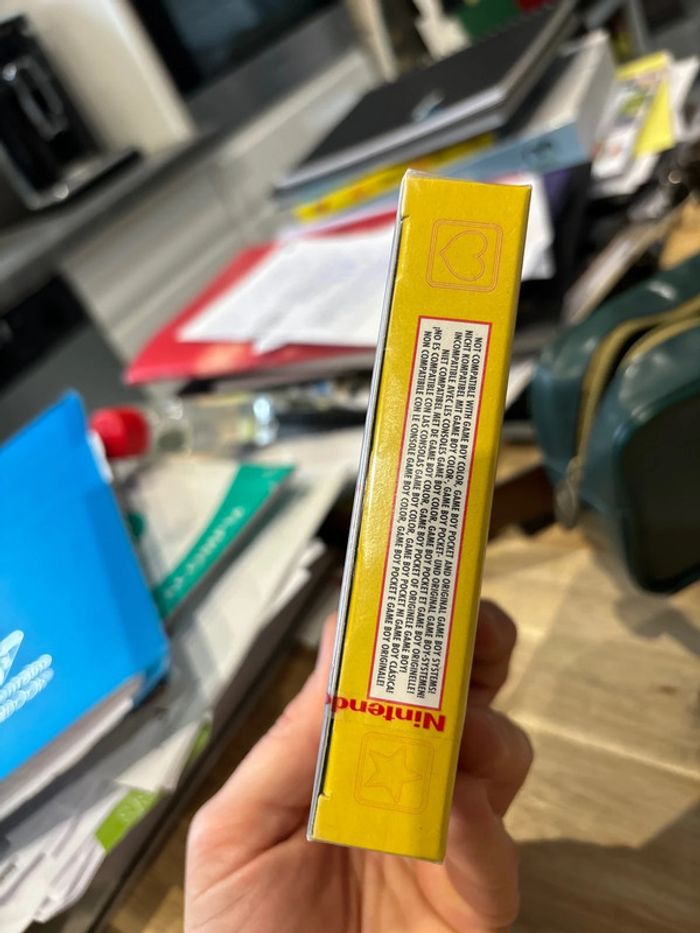 NOT COMPATIBLE WITH GAME BOY COLOR, GAME BOY POCKET AND ORIGINAL GAME BOY SYSTEMS!
NICHT KOMPATIBEL MIT GAME BOY COLOR-, GAME BOY POCKET- UND ORIGINAL GAME BOY-SYSTEMEN!
INCOMPATIBLE AVEC LES CONSOLES GAME BOY COLOR, GAME BOY POCKET ET GAME BOY ORIGINELLE!
NIET COMPATIBEL MET DE GAME BOY COLOR, GAME BOY POCKET OF ORIGINELE GAME BOY!
¡NO ES COMPATIBLE CON LAS CONSOLAS GAME BOY COLOR, GAME BOY POCKET NI GAME BOY CLÁSICA!
NON COMPATIBILE CON LE CONSOLE GAME BOY COLOR, GAME BOY POCKET E GAME BOY ORIGINALE!
Nintendo